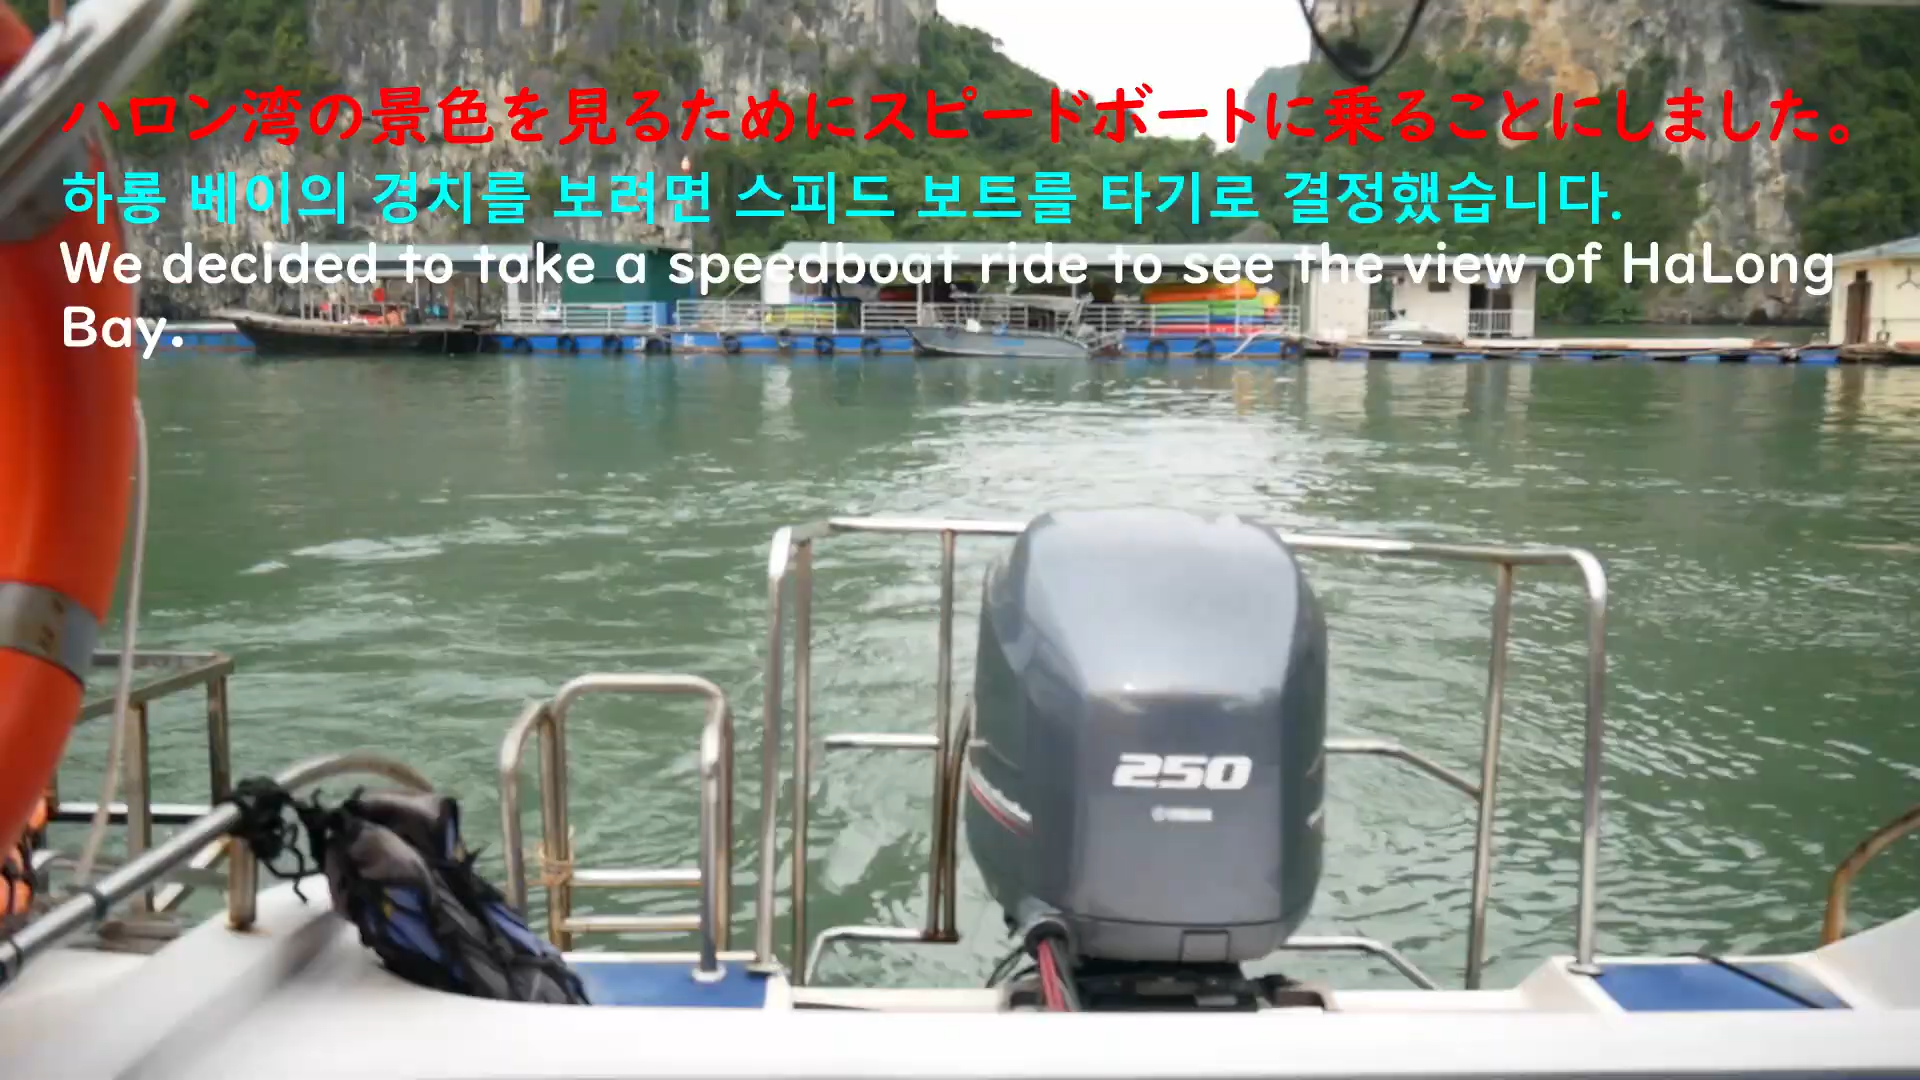 ハロン湾の景色を見るためにスピードボートに乗ることにしました。
하롱 베이의 경치를 보려면 스피드 보트를 타기로 결정했습니다.
We decided to take a speedboat ride to see the view of HaLong
Bay.
250